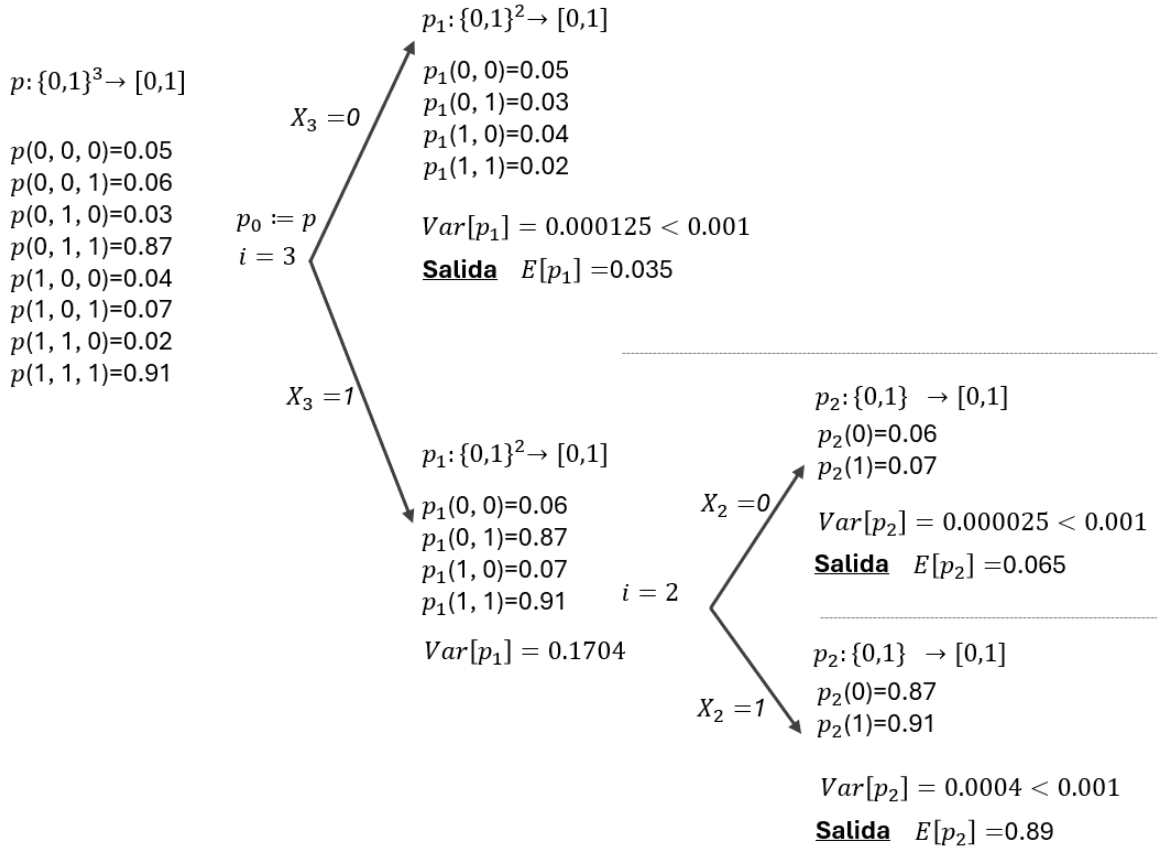 p: {0,1}³ → [0,1]
p(0, 0, 0)=0.05
p(0, 0, 1)=0.06
p(0, 1, 0)=0.03
p(0, 1, 1)=0.87
p(1, 0, 0)=0.04
p(1, 0, 1)=0.07
p(1, 1, 0)=0.02
p(1, 1, 1)=0.91
p₀ ≔ p
i = 3
X₃ =0
p₁: {0,1}² → [0,1]
p₁(0, 0)=0.05
p₁(0, 1)=0.03
p₁(1, 0)=0.04
p₁(1, 1)=0.02
Var[p₁] = 0.000125 < 0.001
Salida E[p₁] =0.035
X₃ =1
p₁: {0,1}² → [0,1]
p₁(0, 0)=0.06
p₁(0, 1)=0.87
p₁(1, 0)=0.07
p₁(1, 1)=0.91
Var[p₁] = 0.1704
i = 2
X₂ =0
p₂: {0,1} → [0,1]
p₂(0)=0.06
p₂(1)=0.07
Var[p₂] = 0.000025 < 0.001
Salida E[p₂] =0.065
X₂ =1
p₂: {0,1} → [0,1]
p₂(0)=0.87
p₂(1)=0.91
Var[p₂] = 0.0004 < 0.001
Salida E[p₂] =0.89